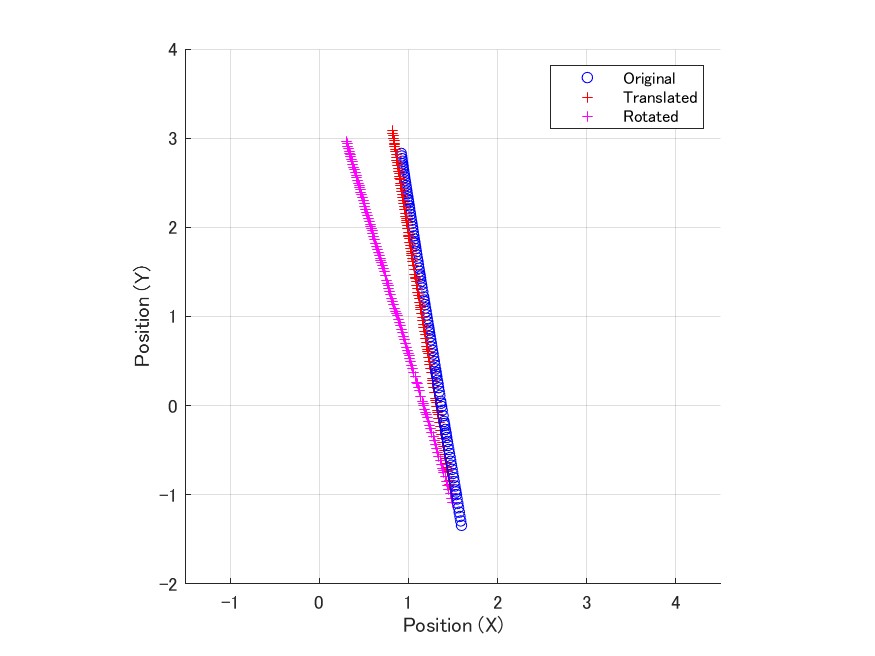 4
3
2
1
0
−1
−2
−1
0
1
2
3
4
Position (X)
Position (Y)
Original
Translated
Rotated